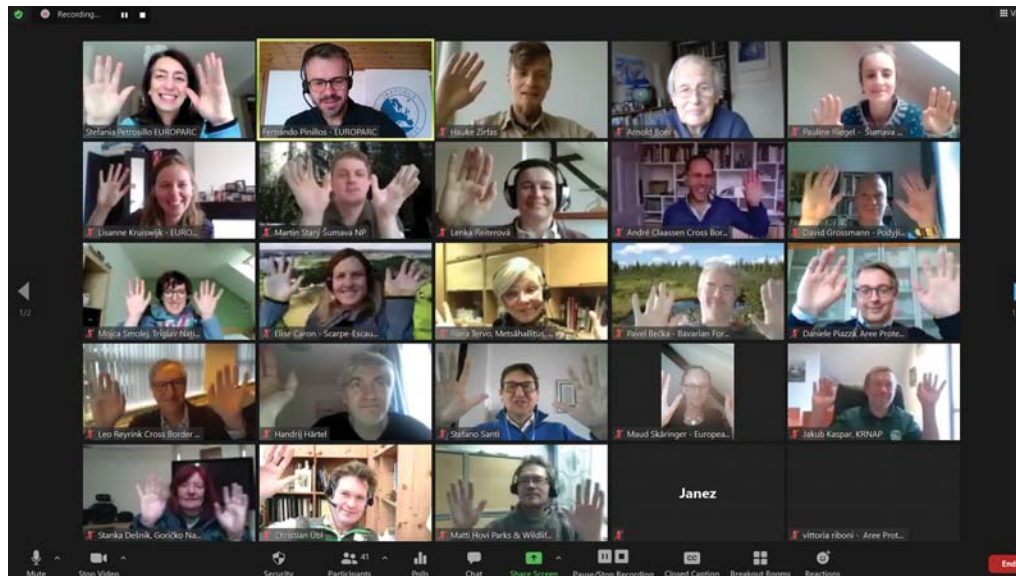 Recording...
Stefania Petrosillo EUROPARC
Fernando Pinillos - EUROPARC
Hauke Zirfas
Arnold Boer
Pauline Riegel - Šumava ...
Lisanne Kruiswijk - EURO...
Martin Starý Šumava NP
Lenka Reiterová
André Claassen Cross Bor...
David Grossmann - Podyjí...
Mojca Smolej, Triglav Nati...
Elise Caron - Scarpe-Escau...
Tervo, Metsähallitus, ...
Pavel Bečka - Bavarian For...
Daniele Piazza, Aree Prote...
1/2
Leo Reyrink Cross Border ...
Handrij Härtel
Stefano Santi
Maud Skäringer - Europea...
Jakub Kaspar, KRNAP
Stanka Dešnik, Goričko Na...
Christian Übl
Matti Hovi Parks & Wildlif...
Janez
vittoria riboni - Aree Prot...
Mute
Stop Video
Security
Participants
41
Polls
Chat
Share Screen
Pause/Stop Recording
CC
Closed Caption
Breakout Rooms
Reactions
End